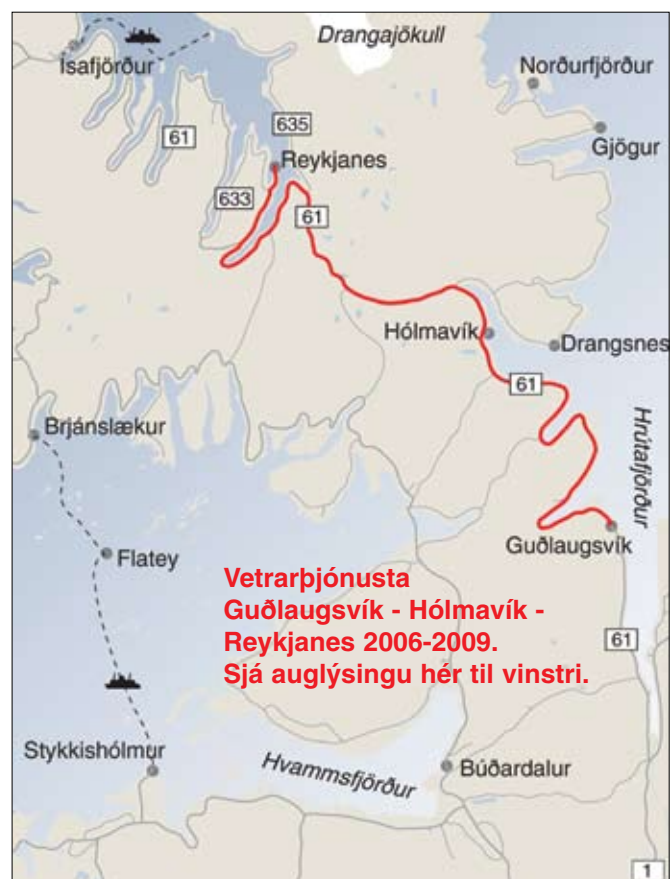 Drangajökull
Ísafjörður
Norðurfjörður
61
635
Gjögur
Reykjanes
633
61
Hólmavík
Drangsnes
61
Brjánslækur
Hrútafjörður
Guðlaugsvík
Flatey
Vetrarþjónusta
Guðlaugsvík - Hólmavík -
Reykjanes 2006-2009.
Sjá auglýsingu hér til vinstri.
61
Stykkishólmur
Hvammsfjörður
Búðardalur
1